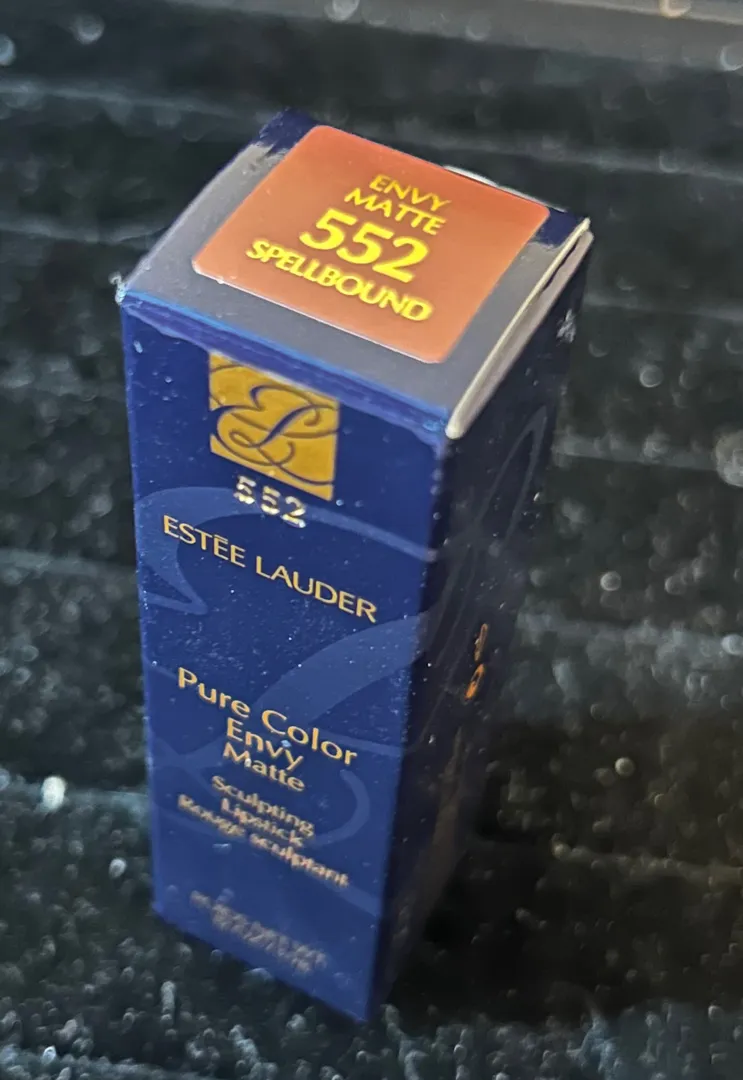 ENVY
MATTE
552
SPELLBOUND
552
ESTĒE LAUDER
Pure Color
Envy
Matte
Sculpting
Lipstick
Rouge sculptant